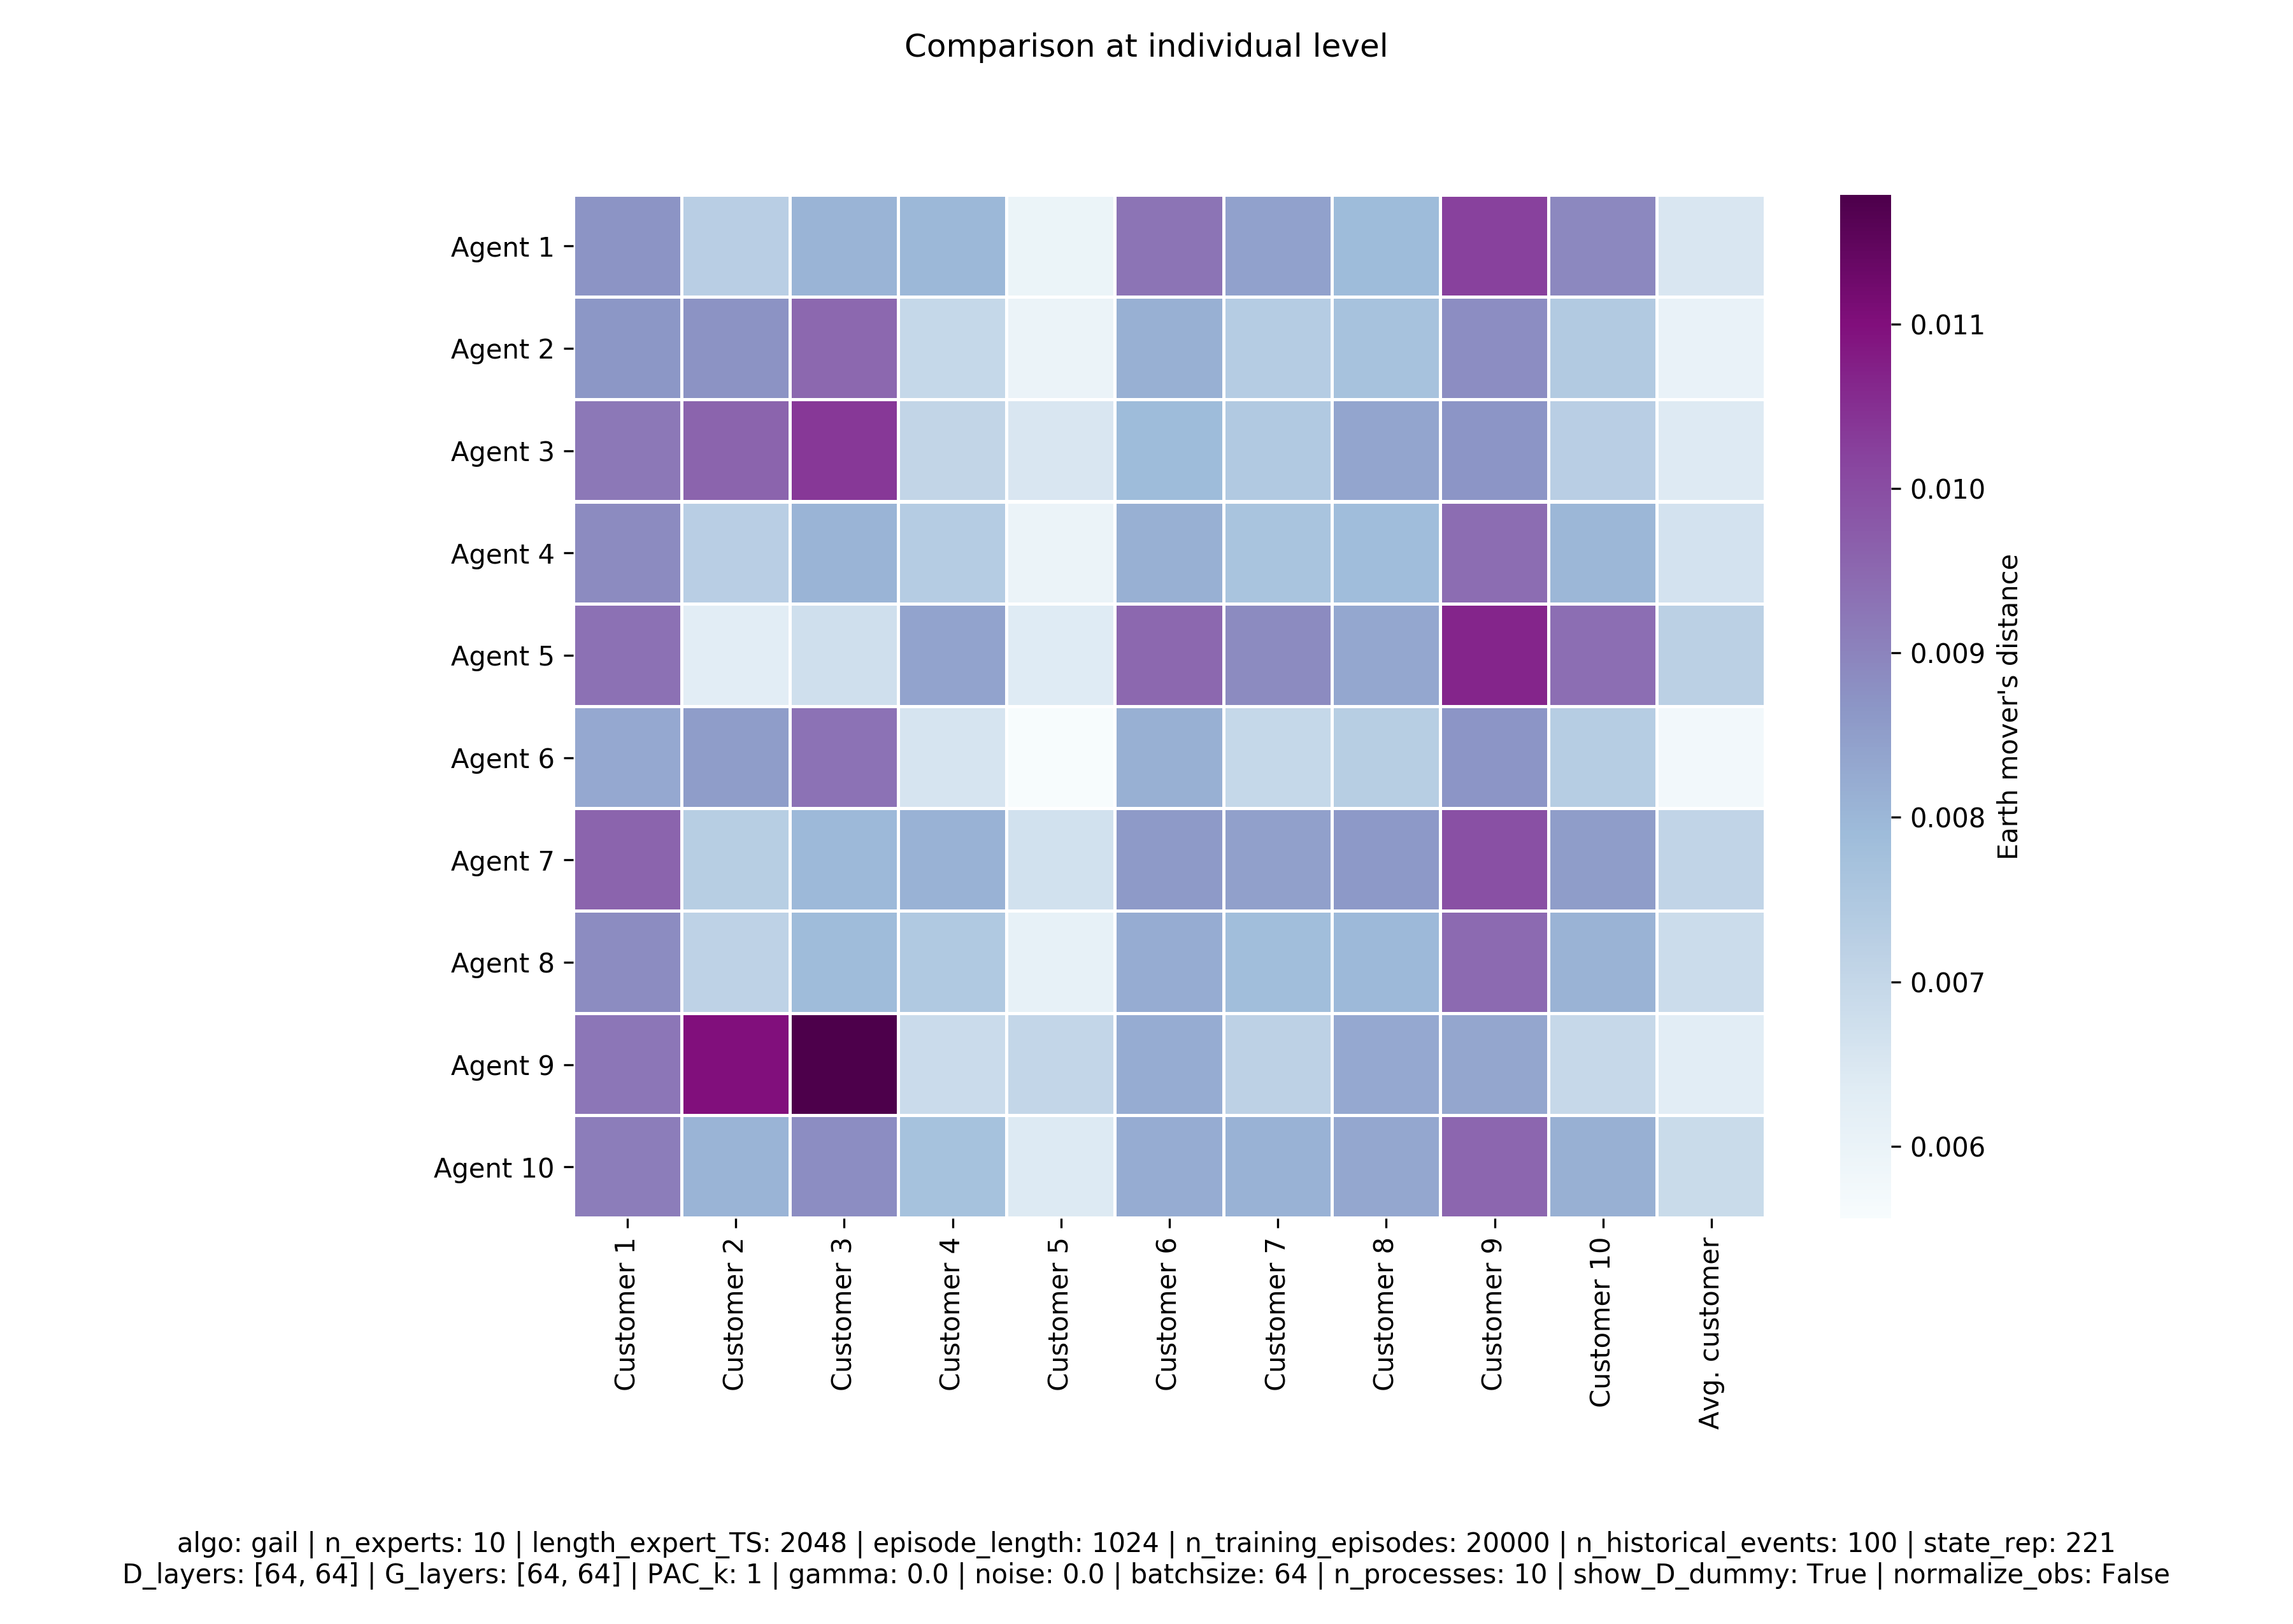 Comparison at individual level
Agent 1
Agent 2
Agent 3
Agent 4
Agent 5
Agent 6
Agent 7
Agent 8
Agent 9
Agent 10
Customer 1
Customer 2
Customer 3
Customer 4
Customer 5
Customer 6
Customer 7
Customer 8
Customer 9
Customer 10
Avg. customer
0.011
0.010
0.009
0.008
0.007
0.006
Earth mover's distance
algo: gail | n_experts: 10 | length_expert_TS: 2048 | episode_length: 1024 | n_training_episodes: 20000 | n_historical_events: 100 | state_rep: 221
D_layers: [64, 64] | G_layers: [64, 64] | PAC_k: 1 | gamma: 0.0 | noise: 0.0 | batchsize: 64 | n_processes: 10 | show_D_dummy: True | normalize_obs: False